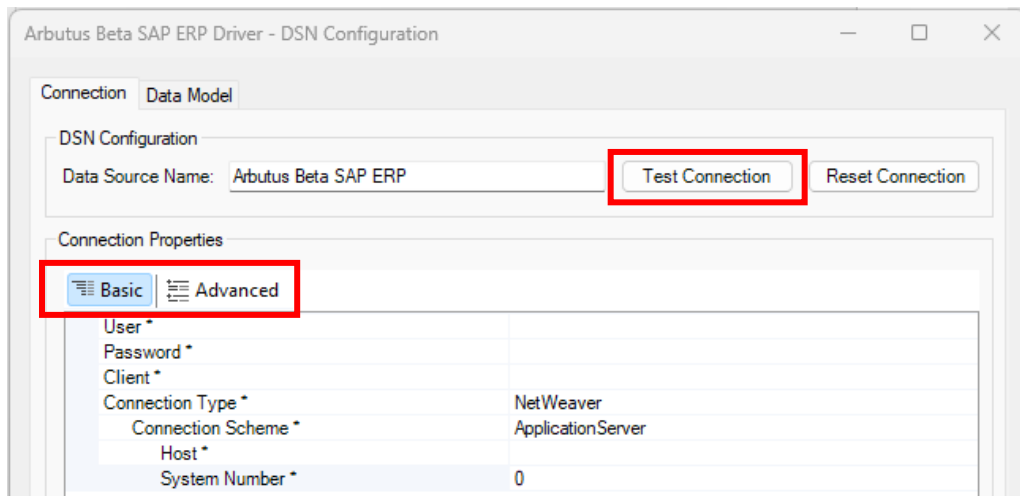 Arbutus Beta SAP ERP Driver - DSN Configuration
Connection Data Model
DSN Configuration
Data Source Name: Arbutus Beta SAP ERP Test Connection Reset Connection
Connection Properties
Basic Advanced
User *
Password *
Client *
Connection Type * NetWeaver
Connection Scheme * ApplicationServer
Host *
System Number * 0